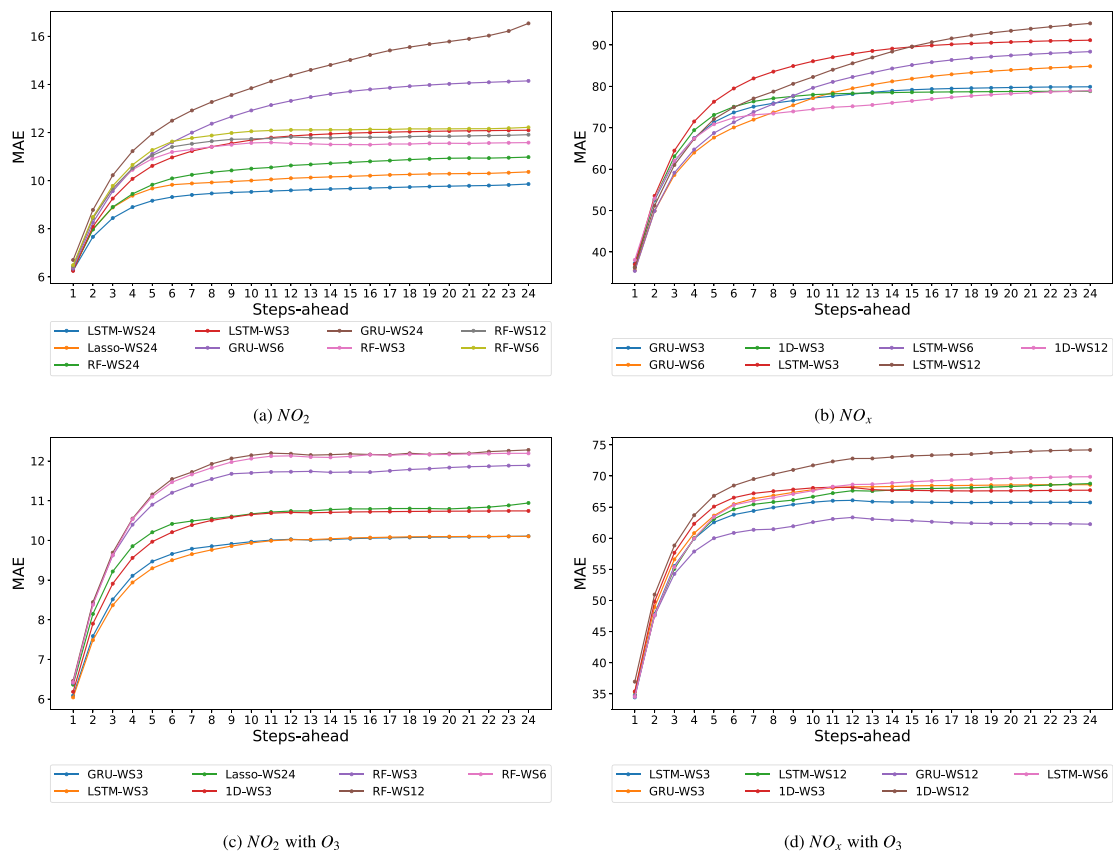 16
14
12
10
8
6
MAE
1 2 3 4 5 6 7 8 9 10 11 12 13 14 15 16 17 18 19 20 21 22 23 24
Steps-ahead
LSTM-WS24 LSTM-WS3 GRU-WS24 RF-WS12
Lasso-WS24 GRU-WS6 RF-WS3 RF-WS6
RF-WS24
(a) NO₂
90
80
70
60
50
40
MAE
1 2 3 4 5 6 7 8 9 10 11 12 13 14 15 16 17 18 19 20 21 22 23 24
Steps-ahead
GRU-WS3 1D-WS3 LSTM-WS6 1D-WS12
GRU-WS6 LSTM-WS3 LSTM-WS12
(b) NOₓ
12
11
10
9
8
7
6
MAE
1 2 3 4 5 6 7 8 9 10 11 12 13 14 15 16 17 18 19 20 21 22 23 24
Steps-ahead
GRU-WS3 Lasso-WS24 RF-WS3 RF-WS6
LSTM-WS3 1D-WS3 RF-WS12
(c) NO₂ with O₃
75
70
65
60
55
50
45
40
35
MAE
1 2 3 4 5 6 7 8 9 10 11 12 13 14 15 16 17 18 19 20 21 22 23 24
Steps-ahead
LSTM-WS3 LSTM-WS12 GRU-WS12 LSTM-WS6
GRU-WS3 1D-WS3 1D-WS12
(d) NOₓ with O₃